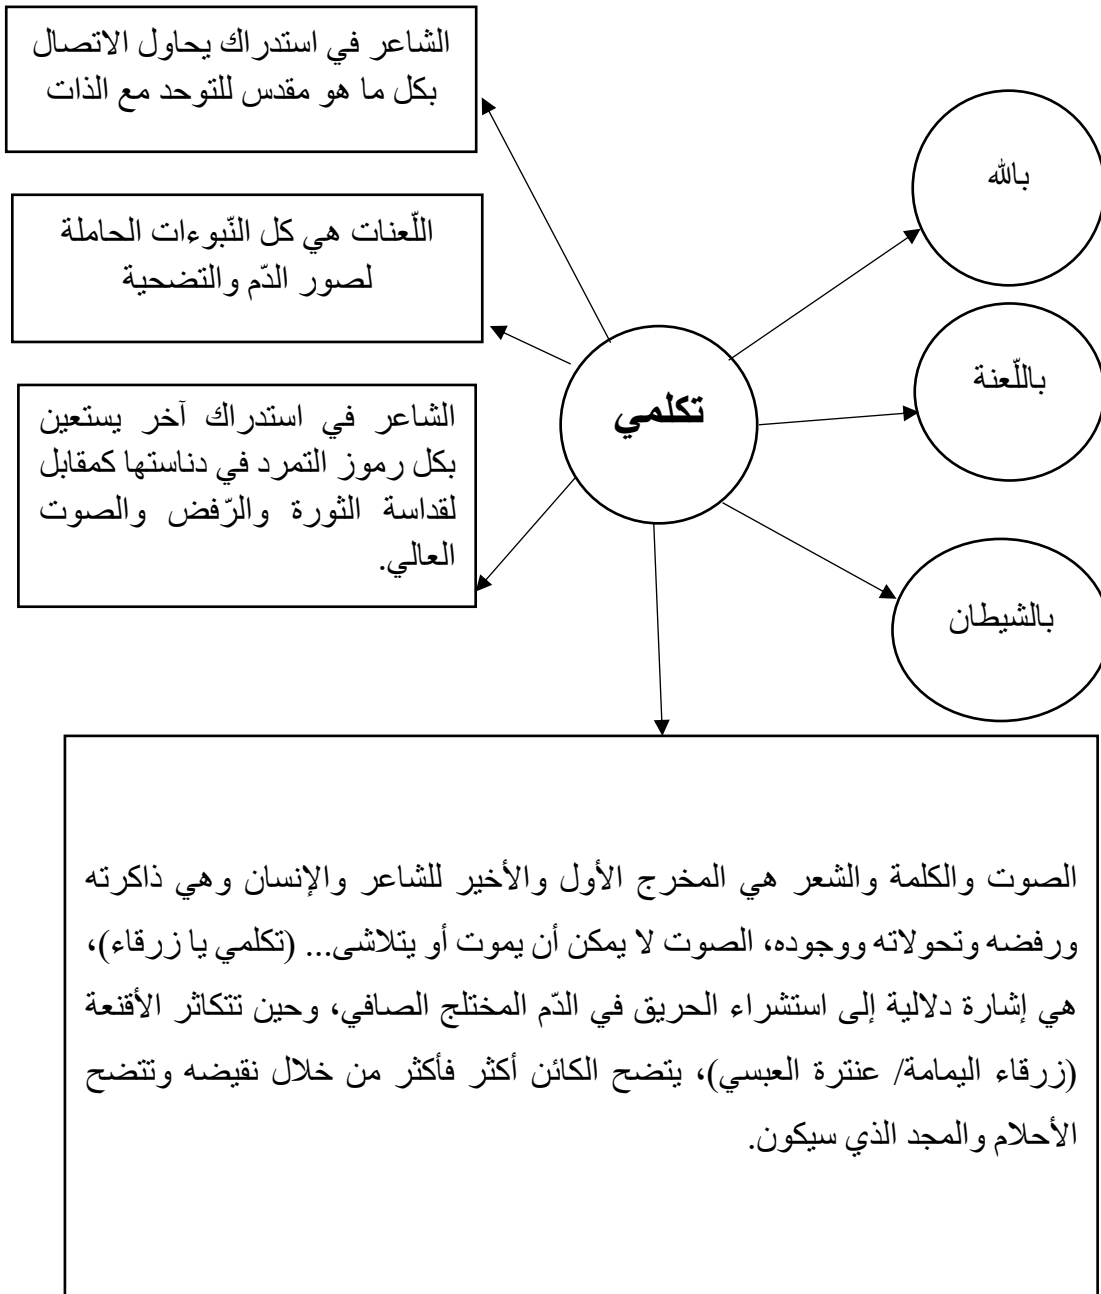 الشاعر في استدراك يحاول الاتصال
بكل ما هو مقدس للتوحد مع الذات
بالله
اللّعنات هي كل النّبوءات الحاملة
لصور الدّم والتضحية
باللّعنة
تكلمي
الشاعر في استدراك آخر يستعين
بكل رموز التمرد في دناستها كمقابل
لقداسة الثورة والرّفض والصوت
العالي.
بالشيطان
الصوت والكلمة والشعر هي المخرج الأول والأخير للشاعر والإنسان وهي ذاكرته
ورفضه وتحولاته ووجوده، الصوت لا يمكن أن يموت أو يتلاشى... (تكلمي يا زرقاء)،
هي إشارة دلالية إلى استشراء الحريق في الدّم المختلج الصافي، وحين تتكاثر الأقنعة
(زرقاء اليمامة/ عنترة العبسي)، يتضح الكائن أكثر فأكثر من خلال نقيضه وتتضح
الأحلام والمجد الذي سيكون.